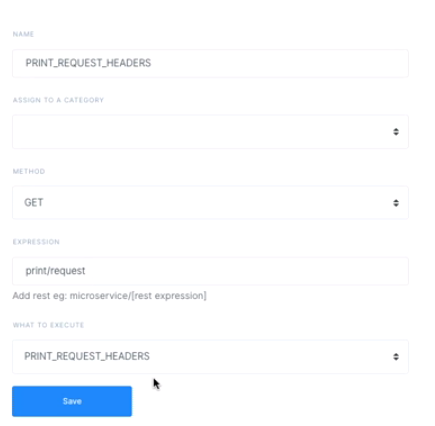 NAME
PRINT_REQUEST_HEADERS
ASSIGN TO A CATEGORY
METHOD
GET
EXPRESSION
print/request
Add rest eg: microservice/[rest expression]
WHAT TO EXECUTE
PRINT_REQUEST_HEADERS
Save